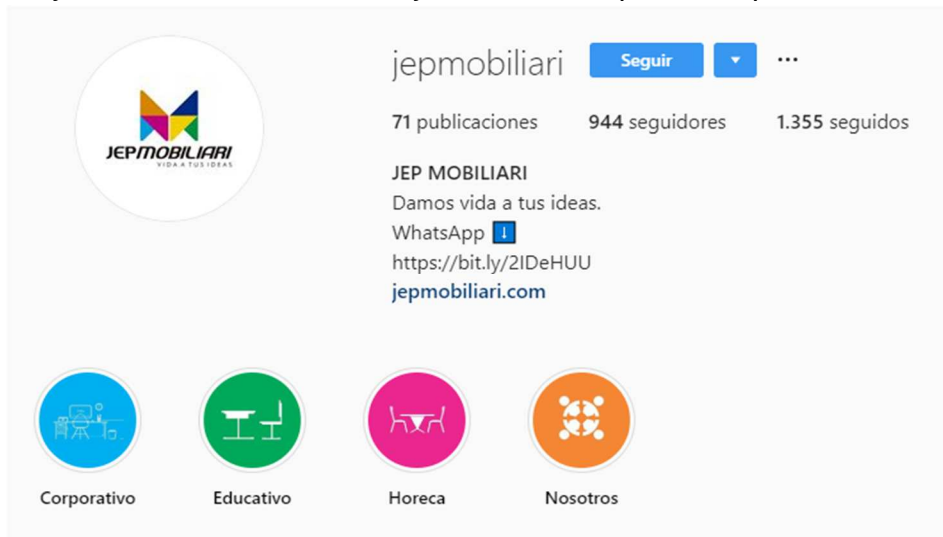 jepmobiliari Seguir ...
71 publicaciones 944 seguidores 1.355 seguidos
JEPMOBILIARI
VIDA A TUS IDEAS
JEP MOBILIARI
Damos vida a tus ideas.
WhatsApp ⬇
https://bit.ly/2IDeHUU
jepmobiliari.com
Corporativo Educativo Horeca Nosotros